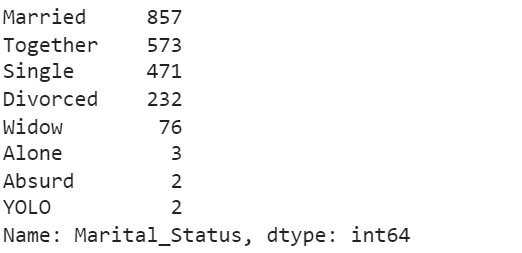 Married     857
Together    573
Single      471
Divorced    232
Widow        76
Alone         3
Absurd        2
YOLO          2
Name: Marital_Status, dtype: int64